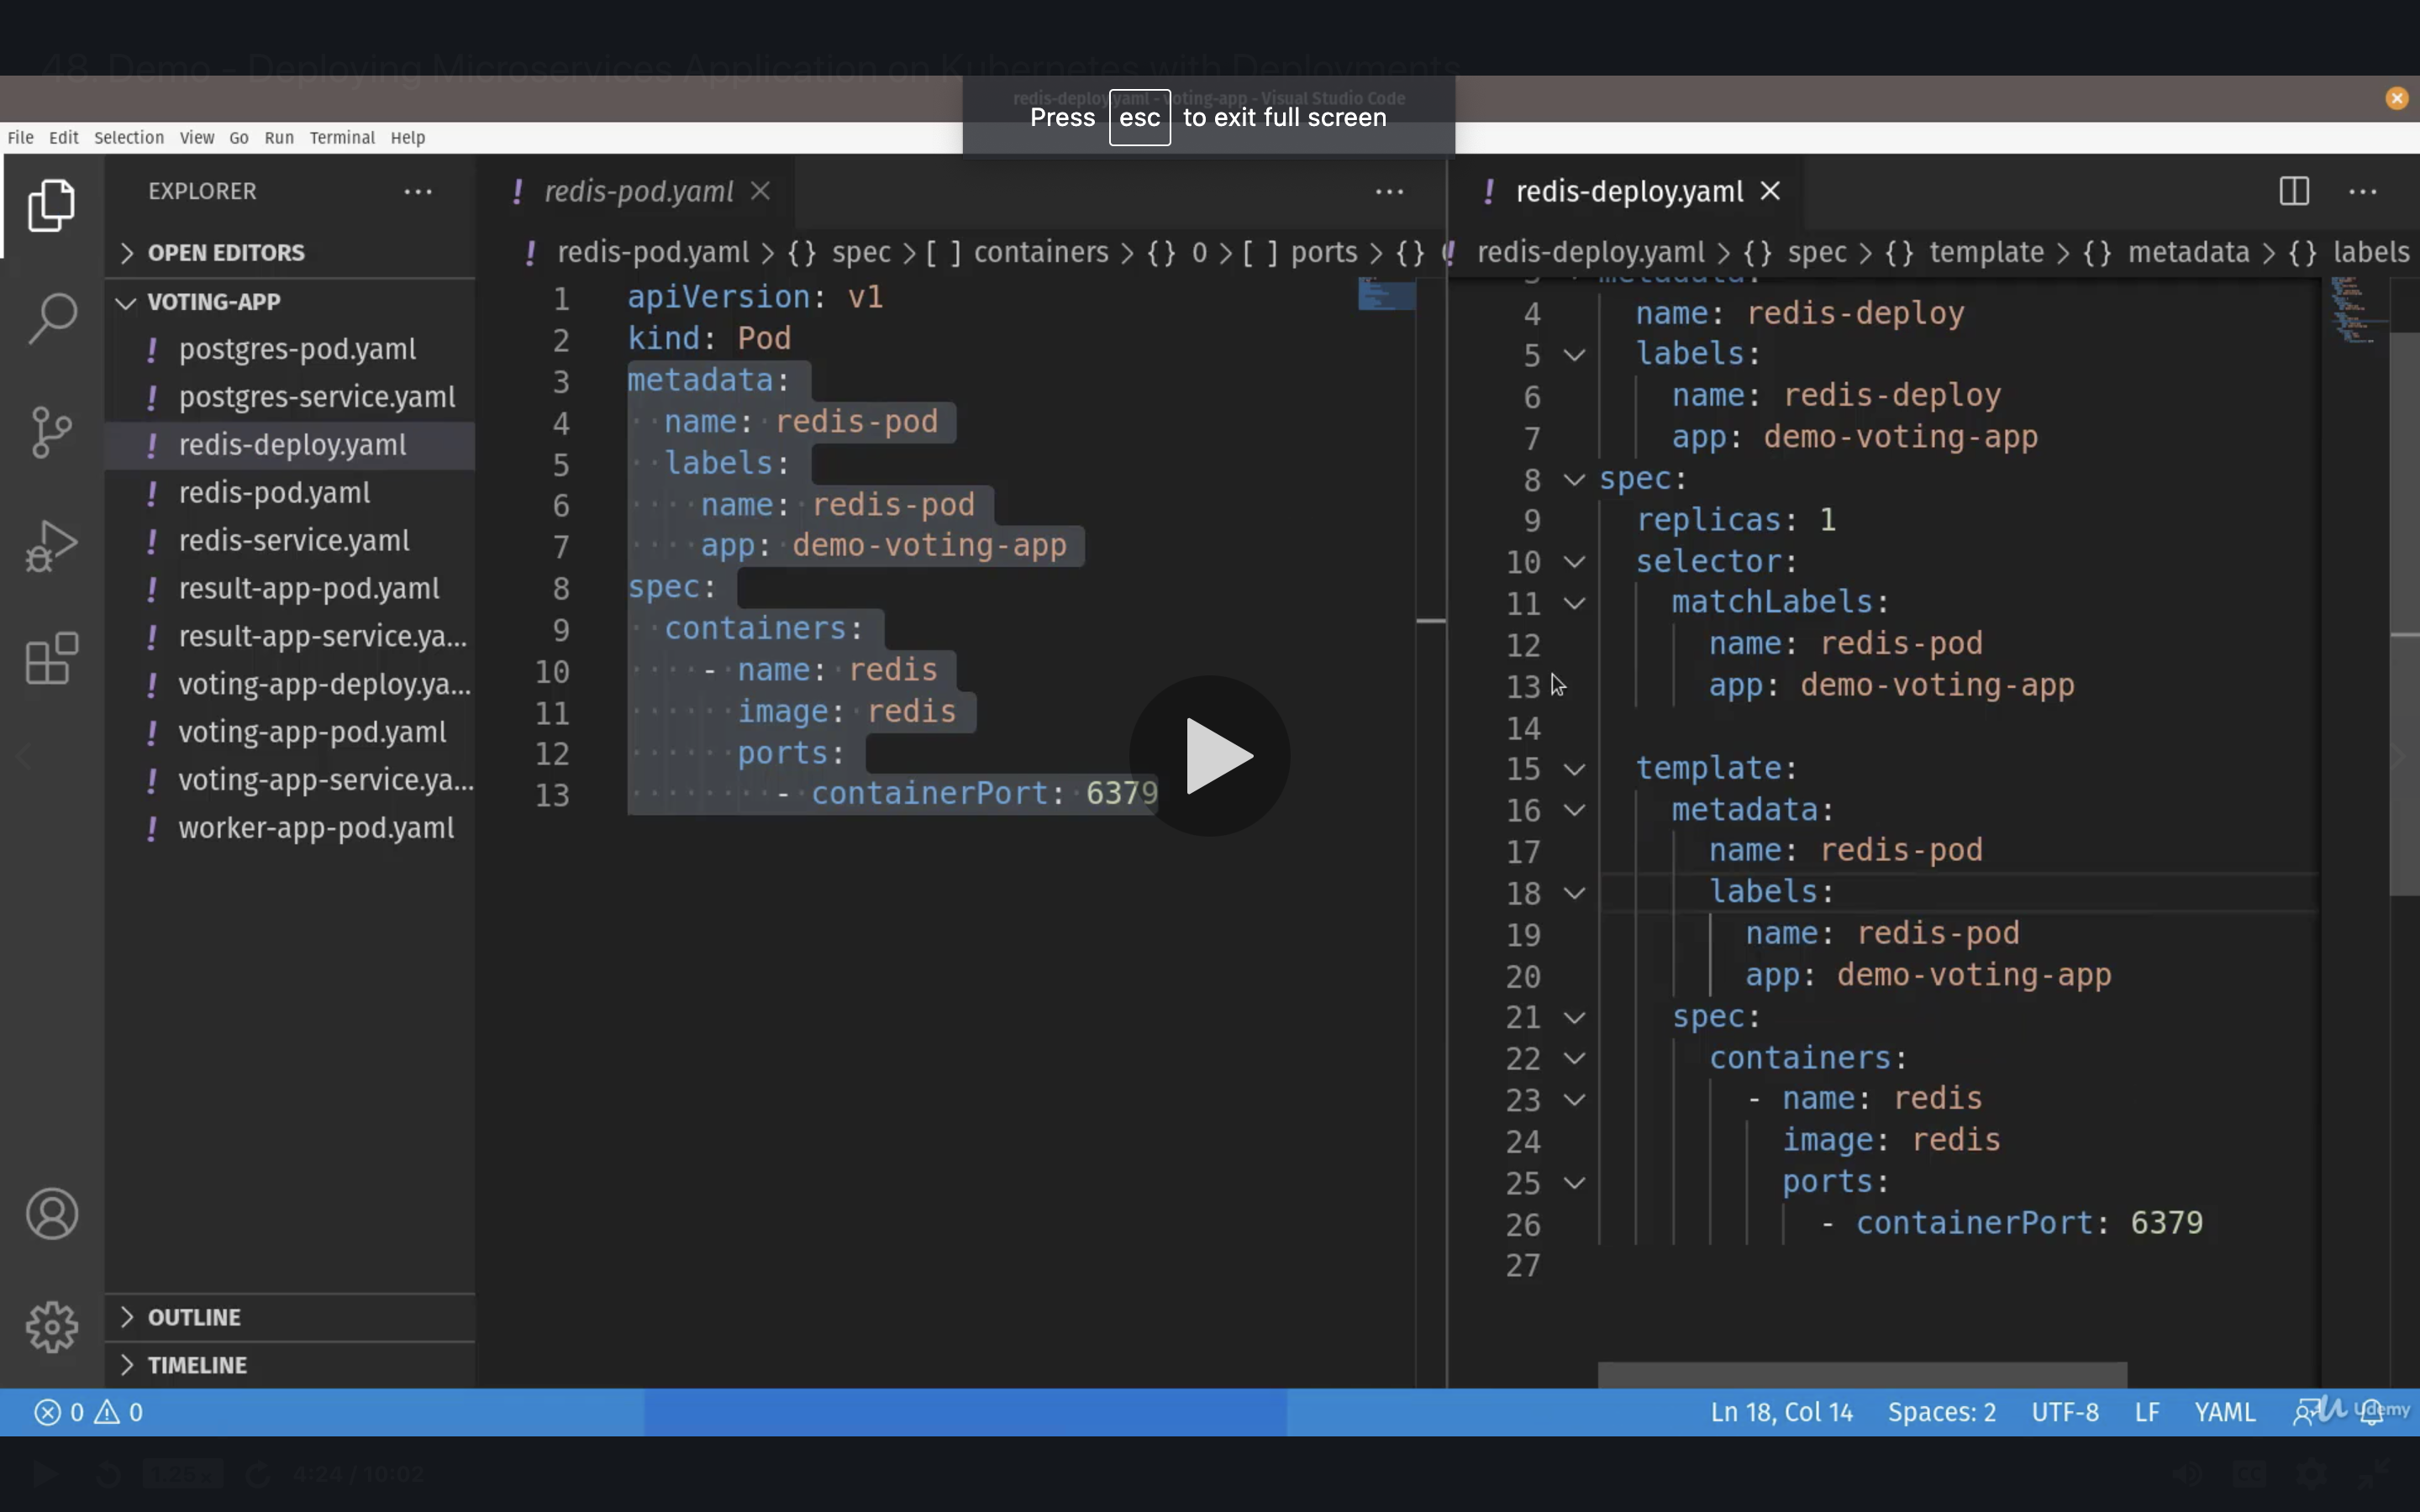 48. Demo - Deploying Microservices Application on Kubernetes with Deployments
redis-deploy.yaml - voting-app - Visual Studio Code
Press esc to exit full screen
File Edit Selection View Go Run Terminal Help
EXPLORER
OPEN EDITORS
VOTING-APP
! postgres-pod.yaml
! postgres-service.yaml
! redis-deploy.yaml
! redis-pod.yaml
! redis-service.yaml
! result-app-pod.yaml
! result-app-service.ya...
! voting-app-deploy.ya...
! voting-app-pod.yaml
! voting-app-service.ya...
! worker-app-pod.yaml
OUTLINE
TIMELINE
! redis-pod.yaml
! redis-pod.yaml > {} spec > [ ] containers > {} 0 > [ ] ports > {}
1 apiVersion: v1
2 kind: Pod
3 metadata:
4   name: redis-pod
5   labels:
6     name: redis-pod
7     app: demo-voting-app
8 spec:
9   containers:
10     - name: redis
11       image: redis
12       ports:
13         - containerPort: 6379
! redis-deploy.yaml
! redis-deploy.yaml > {} spec > {} template > {} metadata > {} labels
3 metadata:
4   name: redis-deploy
5   labels:
6     name: redis-deploy
7     app: demo-voting-app
8 spec:
9   replicas: 1
10   selector:
11     matchLabels:
12       name: redis-pod
13       app: demo-voting-app
14
15   template:
16     metadata:
17       name: redis-pod
18       labels:
19         name: redis-pod
20         app: demo-voting-app
21     spec:
22       containers:
23         - name: redis
24           image: redis
25           ports:
26             - containerPort: 6379
27
0 0
Ln 18, Col 14 Spaces: 2 UTF-8 LF YAML
Udemy
1.25x 4:24 / 10:02